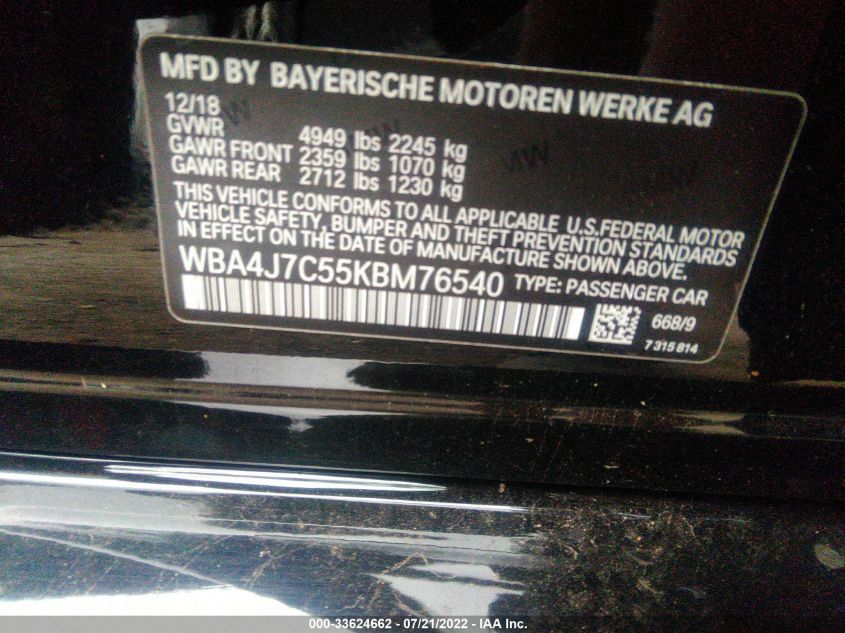 MFD BY BAYERISCHE MOTOREN WERKE AG
12/18
GVWR 4949 lbs 2245 kg
GAWR FRONT 2359 lbs 1070 kg
GAWR REAR 2712 lbs 1230 kg
THIS VEHICLE CONFORMS TO ALL APPLICABLE U.S.FEDERAL MOTOR
VEHICLE SAFETY, BUMPER AND THEFT PREVENTION STANDARDS
IN EFFECT ON THE DATE OF MANUFACTURE SHOWN ABOVE.
WBA4J7C55KBM76540 TYPE: PASSENGER CAR
668/9
7 315 814
000-33624662 - 07/21/2022 - IAA Inc.